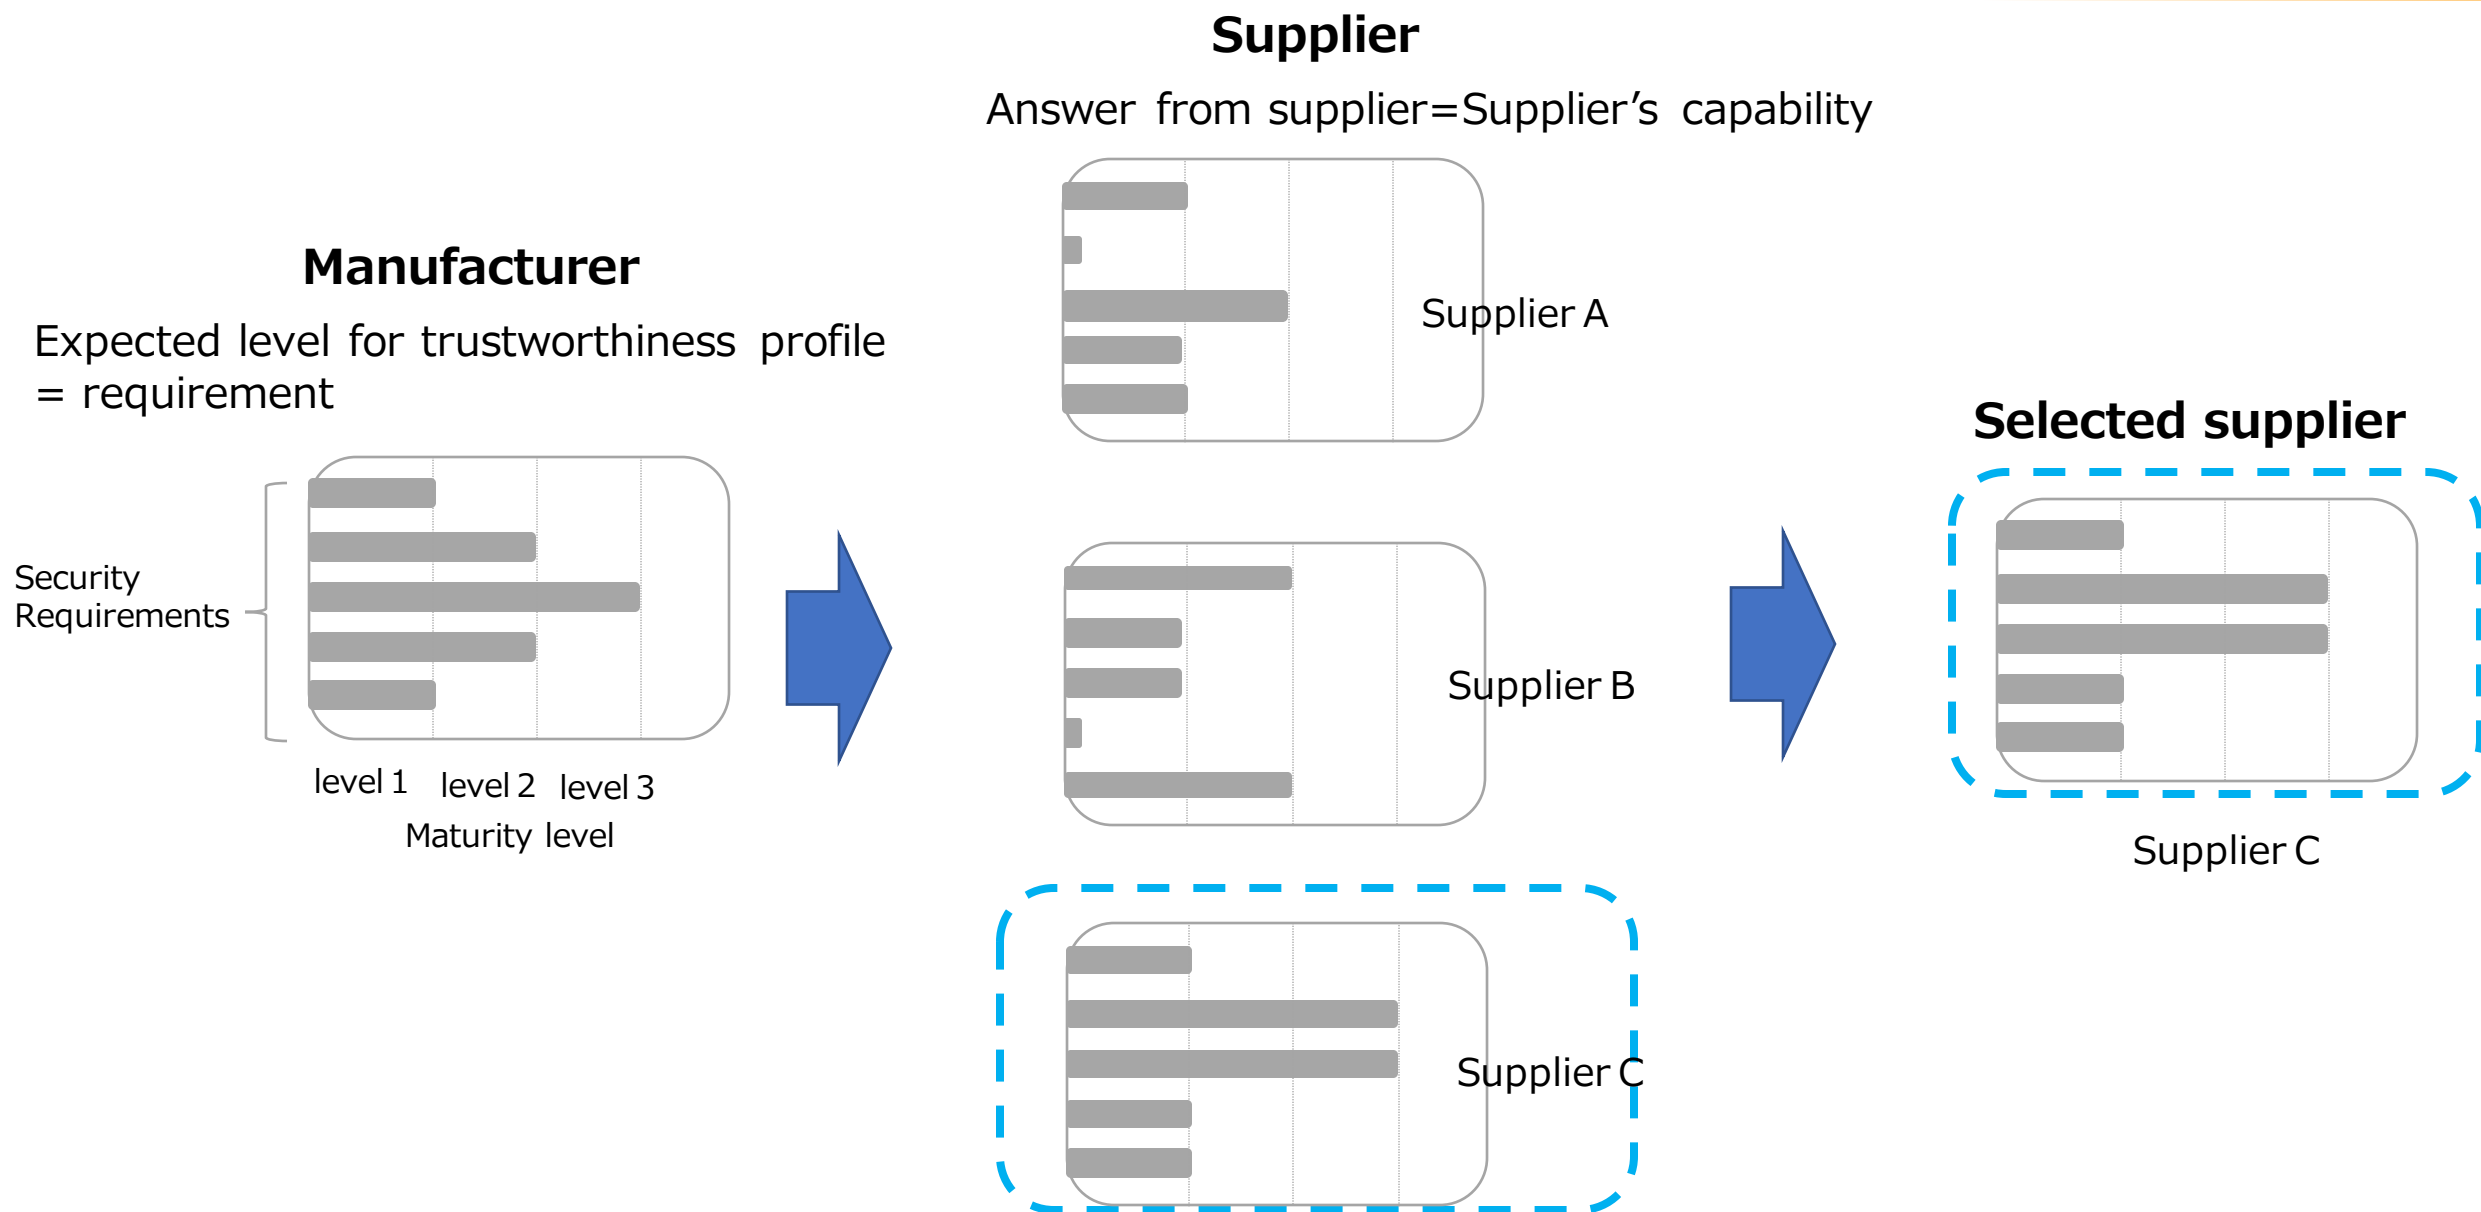 Supplier
Answer from supplier=Supplier’s capability
Manufacturer
Expected level for trustworthiness profile
= requirement
Security
Requirements
level 1 level 2 level 3
Maturity level
Supplier A
Supplier B
Supplier C
Selected supplier
Supplier C